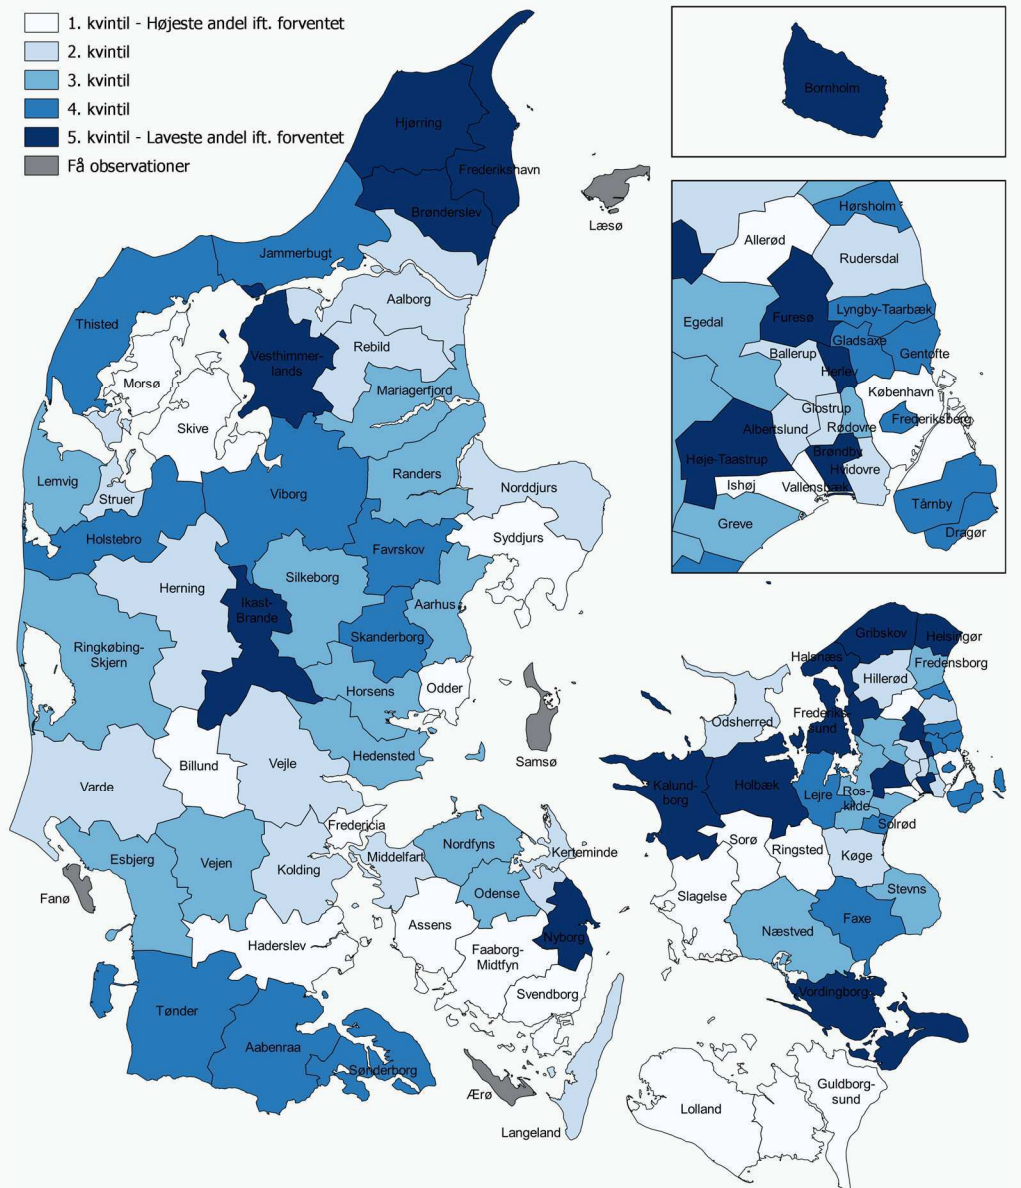 1. kvintil - Højeste andel ift. forventet
2. kvintil
3. kvintil
4. kvintil
5. kvintil - Laveste andel ift. forventet
Få observationer
Bornholm
Hjørring
Frederikshavn
Brønderslev
Læsø
Jammerbugt
Thisted
Aalborg
Vesthimmer-
lands
Rebild
Morsø
Mariagerfjord
Skive
Lemvig
Struer
Viborg
Randers
Norddjurs
Holstebro
Favrskov
Syddjurs
Herning
Silkeborg
Ikast-
Brande
Aarhus
Skanderborg
Ringkøbing-
Skjern
Horsens
Odder
Hedensted
Samsø
Billund
Vejle
Varde
Fredericia
Esbjerg
Vejen
Kolding
Middelfart
Nordfyns
Kerteminde
Fanø
Odense
Haderslev
Assens
Nyborg
Faaborg-
Midtfyn
Svendborg
Tønder
Aabenraa
Sønderborg
Ærø
Langeland
Hørsholm
Allerød
Rudersdal
Egedal
Furesø
Lyngby-Taarbæk
Gladsaxe
Ballerup
Gentofte
Herlev
København
Glostrup
Frederiksberg
Albertslund
Rødovre
Høje-Taastrup
Brøndby
Hvidovre
Ishøj
Vallensbæk
Greve
Tårnby
Dragør
Gribskov
Helsingør
Halsnæs
Fredensborg
Hillerød
Odsherred
Frederiks-
sund
Kalund-
borg
Holbæk
Lejre
Ros-
kilde
Solrød
Sorø
Ringsted
Køge
Slagelse
Stevns
Næstved
Faxe
Vordingborg
Guldborg-
sund
Lolland